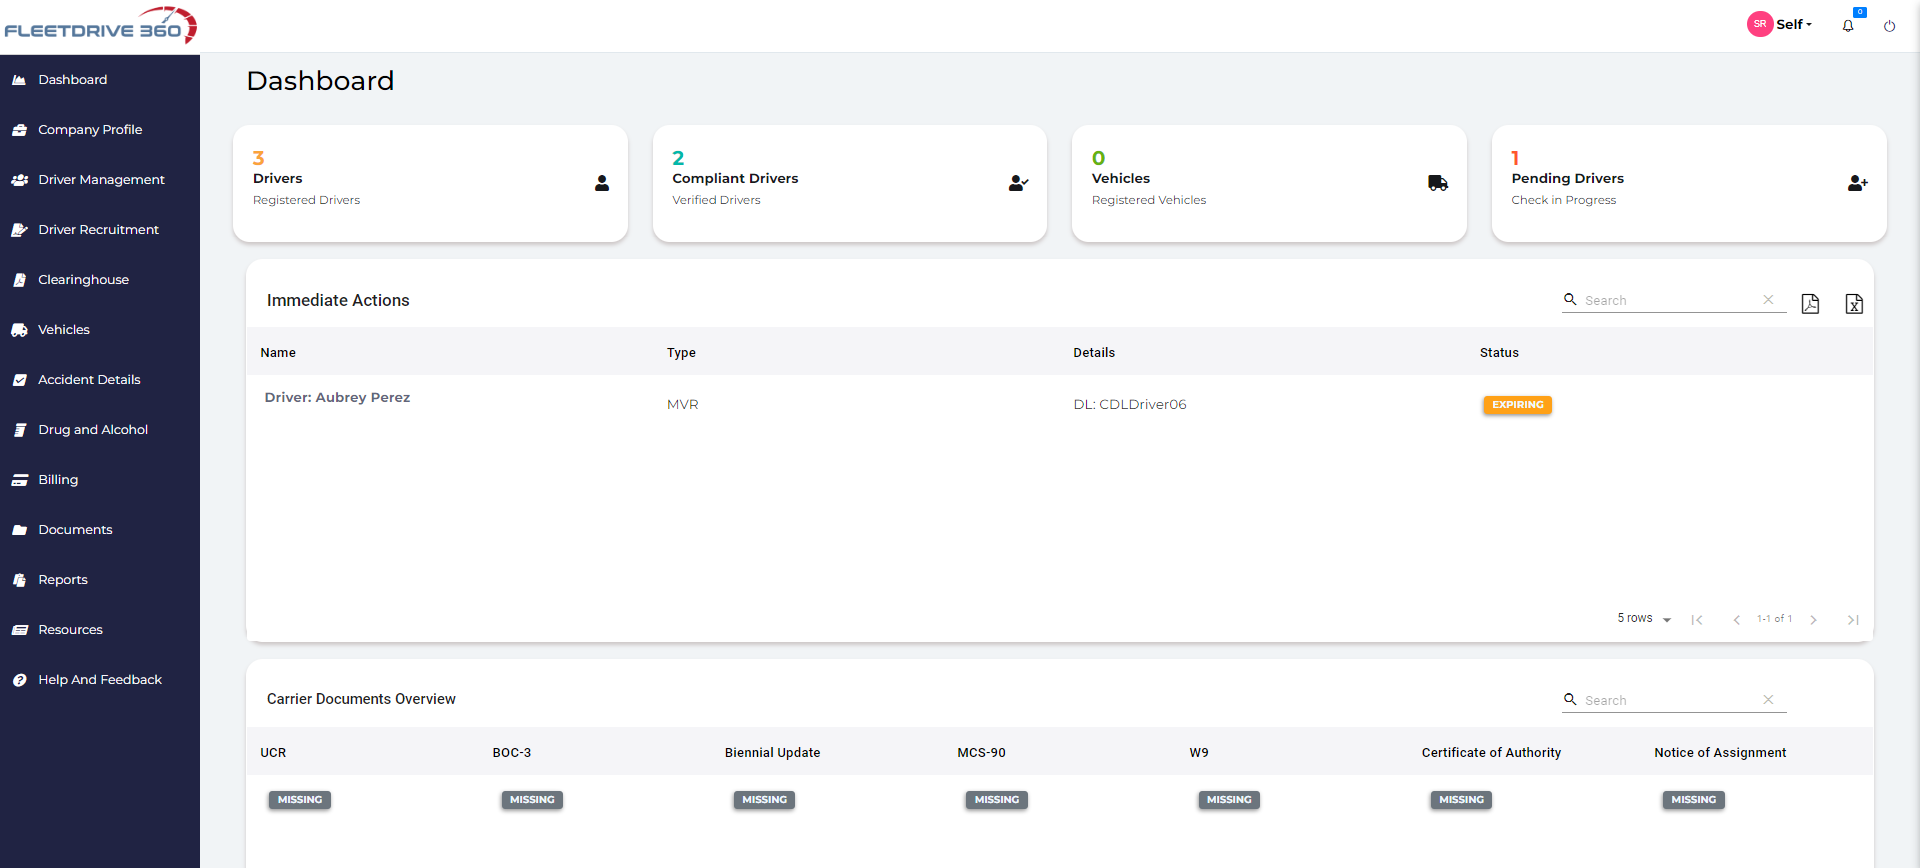 FLEETDRIVE 360
SR Self
0
Dashboard
Company Profile
Driver Management
Driver Recruitment
Clearinghouse
Vehicles
Accident Details
Drug and Alcohol
Billing
Documents
Reports
Resources
Help And Feedback
Dashboard
3
Drivers
Registered Drivers
2
Compliant Drivers
Verified Drivers
0
Vehicles
Registered Vehicles
1
Pending Drivers
Check in Progress
Immediate Actions
Search
Name Type Details Status
Driver: Aubrey Perez MVR DL: CDLDriver06 EXPIRING
5 rows 1-1 of 1
Carrier Documents Overview
Search
UCR BOC-3 Biennial Update MCS-90 W9 Certificate of Authority Notice of Assignment
MISSING MISSING MISSING MISSING MISSING MISSING MISSING